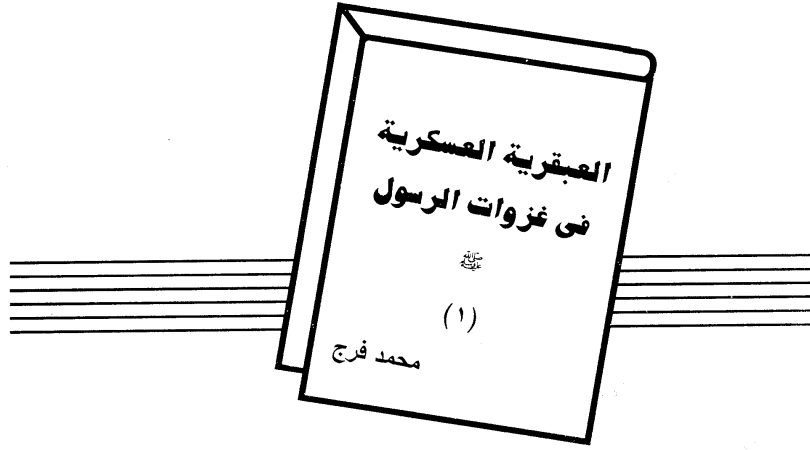 العبقرية العسكرية
فى غزوات الرسول
ﷺ
(١)
محمد فرج